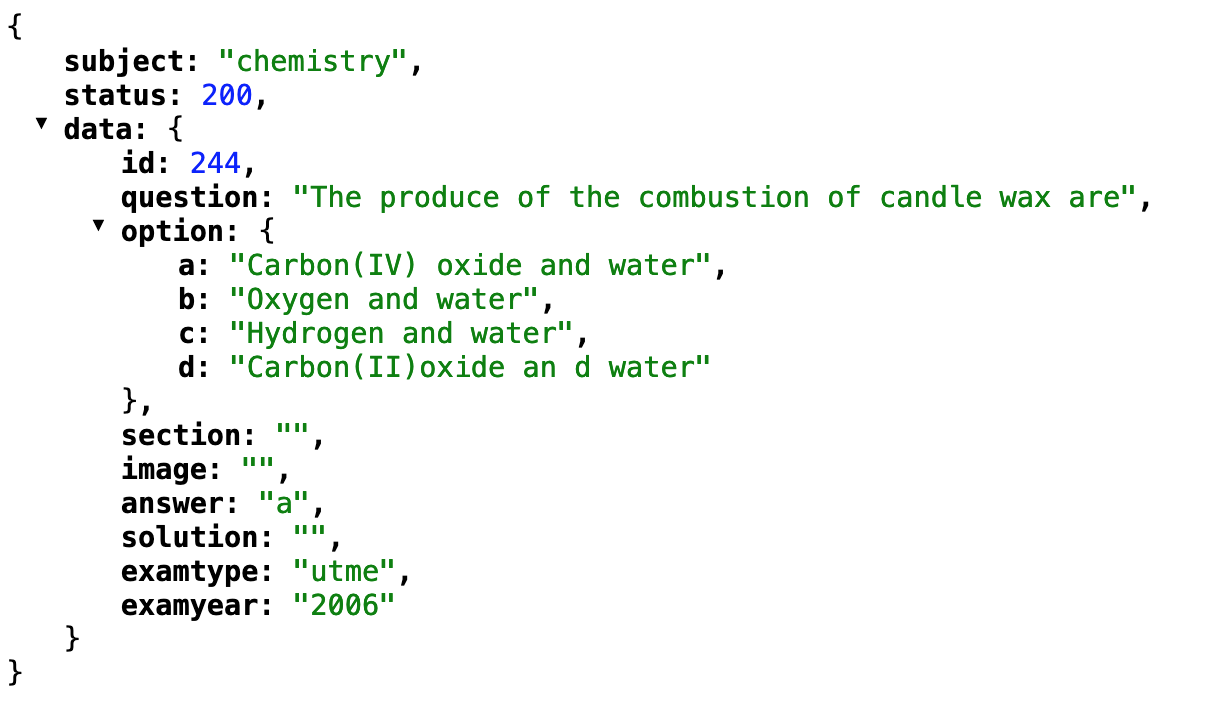 {
subject: "chemistry",
status: 200,
data: {
id: 244,
question: "The produce of the combustion of candle wax are",
option: {
a: "Carbon(IV) oxide and water",
b: "Oxygen and water",
c: "Hydrogen and water",
d: "Carbon(II)oxide an d water"
},
section: "",
image: "",
answer: "a",
solution: "",
examtype: "utme",
examyear: "2006"
}
}